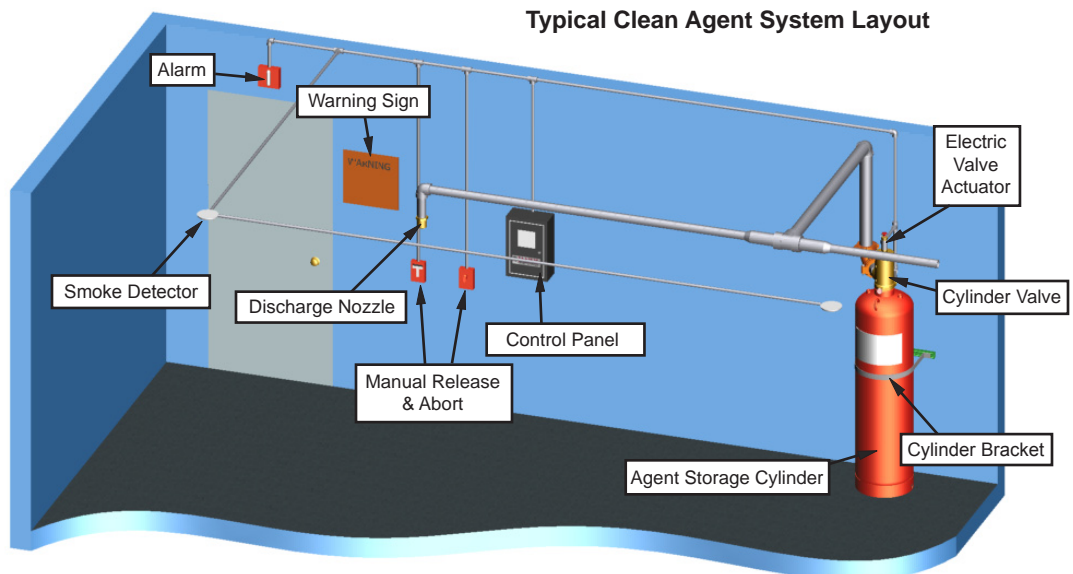 Typical Clean Agent System Layout
Alarm
Warning Sign
WARNING
Electric
Valve
Actuator
Smoke Detector
Discharge Nozzle
Control Panel
Cylinder Valve
Manual Release
& Abort
Cylinder Bracket
Agent Storage Cylinder